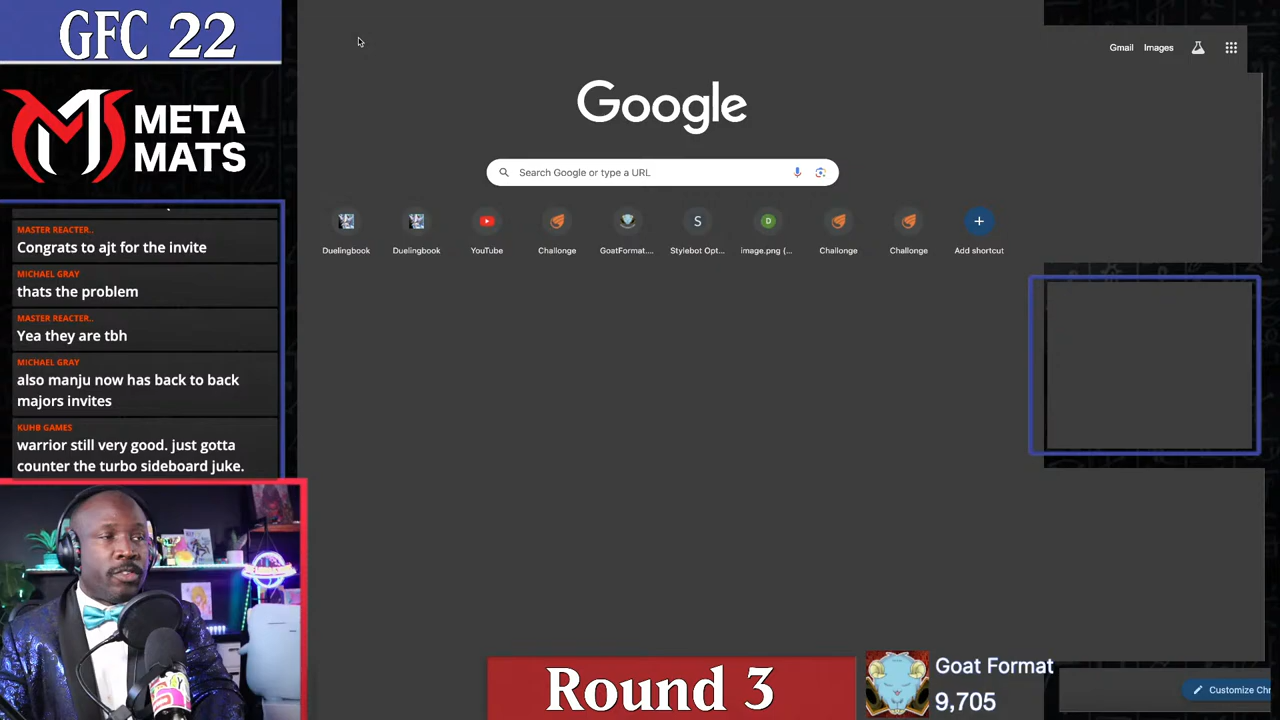 GFC 22
META
MATS
MASTER REACTER..
Congrats to ajt for the invite
MICHAEL GRAY
thats the problem
MASTER REACTER..
Yea they are tbh
MICHAEL GRAY
also manju now has back to back
majors invites
KUHB GAMES
warrior still very good. just gotta
counter the turbo sideboard juke.
Gmail
Images
Google
Search Google or type a URL
Duelingbook
Duelingbook
YouTube
Challonge
GoatFormat....
S
Stylebot Opt...
D
image.png (...
Challonge
Challonge
Add shortcut
Round 3
Goat Format
9,705
Customize Chr